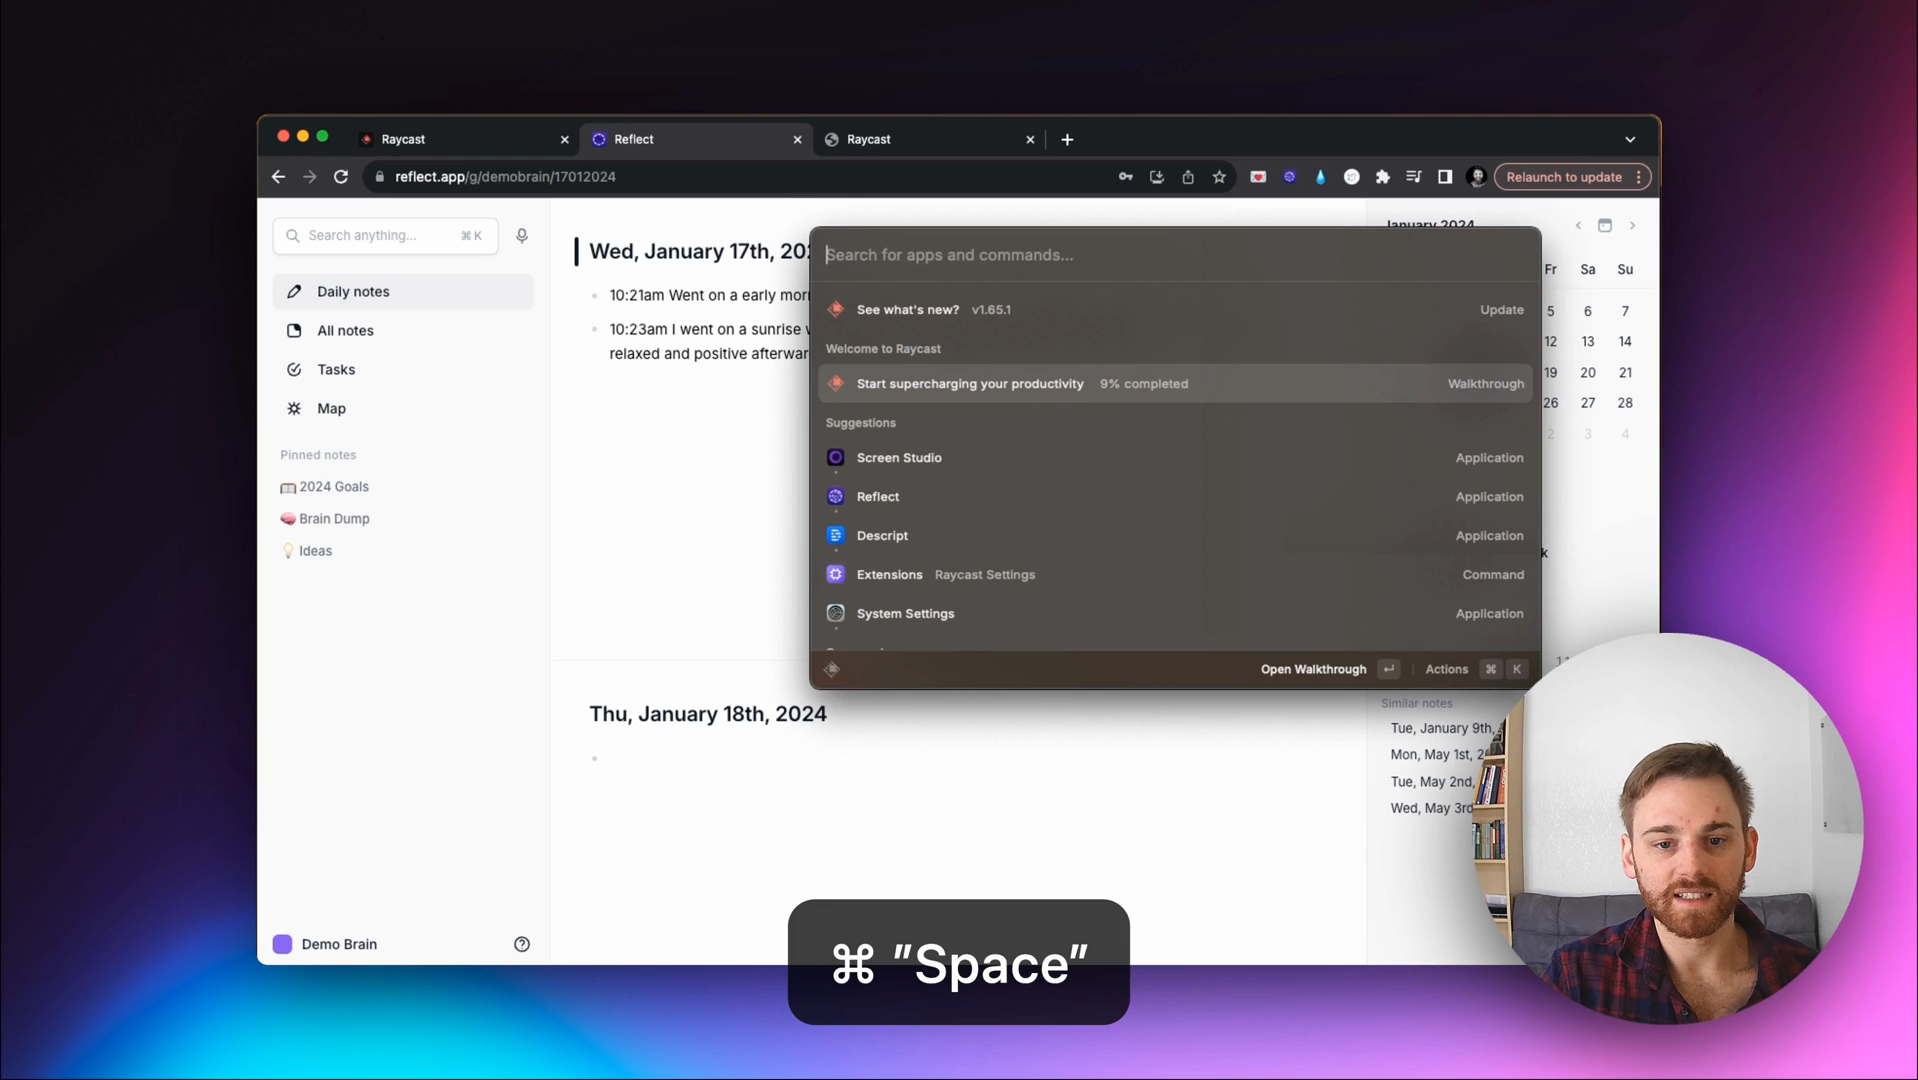 Raycast
Reflect
Raycast
reflect.app/g/demobrain/17012024
Relaunch to update
Search anything...
⌘ K
Daily notes
All notes
Tasks
Map
Pinned notes
2024 Goals
Brain Dump
Ideas
Demo Brain
Wed, January 17th, 202
10:21am Went on a early mor
10:23am I went on a sunrise w
relaxed and positive afterwar
Thu, January 18th, 2024
Search for apps and commands...
See what's new? v1.65.1 Update
Welcome to Raycast
Start supercharging your productivity 9% completed Walkthrough
Suggestions
Screen Studio Application
Reflect Application
Descript Application
Extensions Raycast Settings Command
System Settings Application
Open Walkthrough ↵ Actions ⌘ K
January 2024
Fr Sa Su
5 6 7
12 13 14
19 20 21
26 27 28
2 3 4
k
Similar notes
Tue, January 9th,
Mon, May 1st, 2
Tue, May 2nd,
Wed, May 3rd
⌘ "Space"